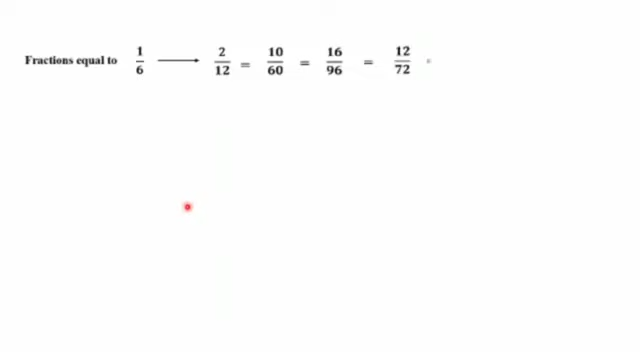 Fractions equal to 1/6 ⟶ 2/12 = 10/60 = 16/96 = 12/72